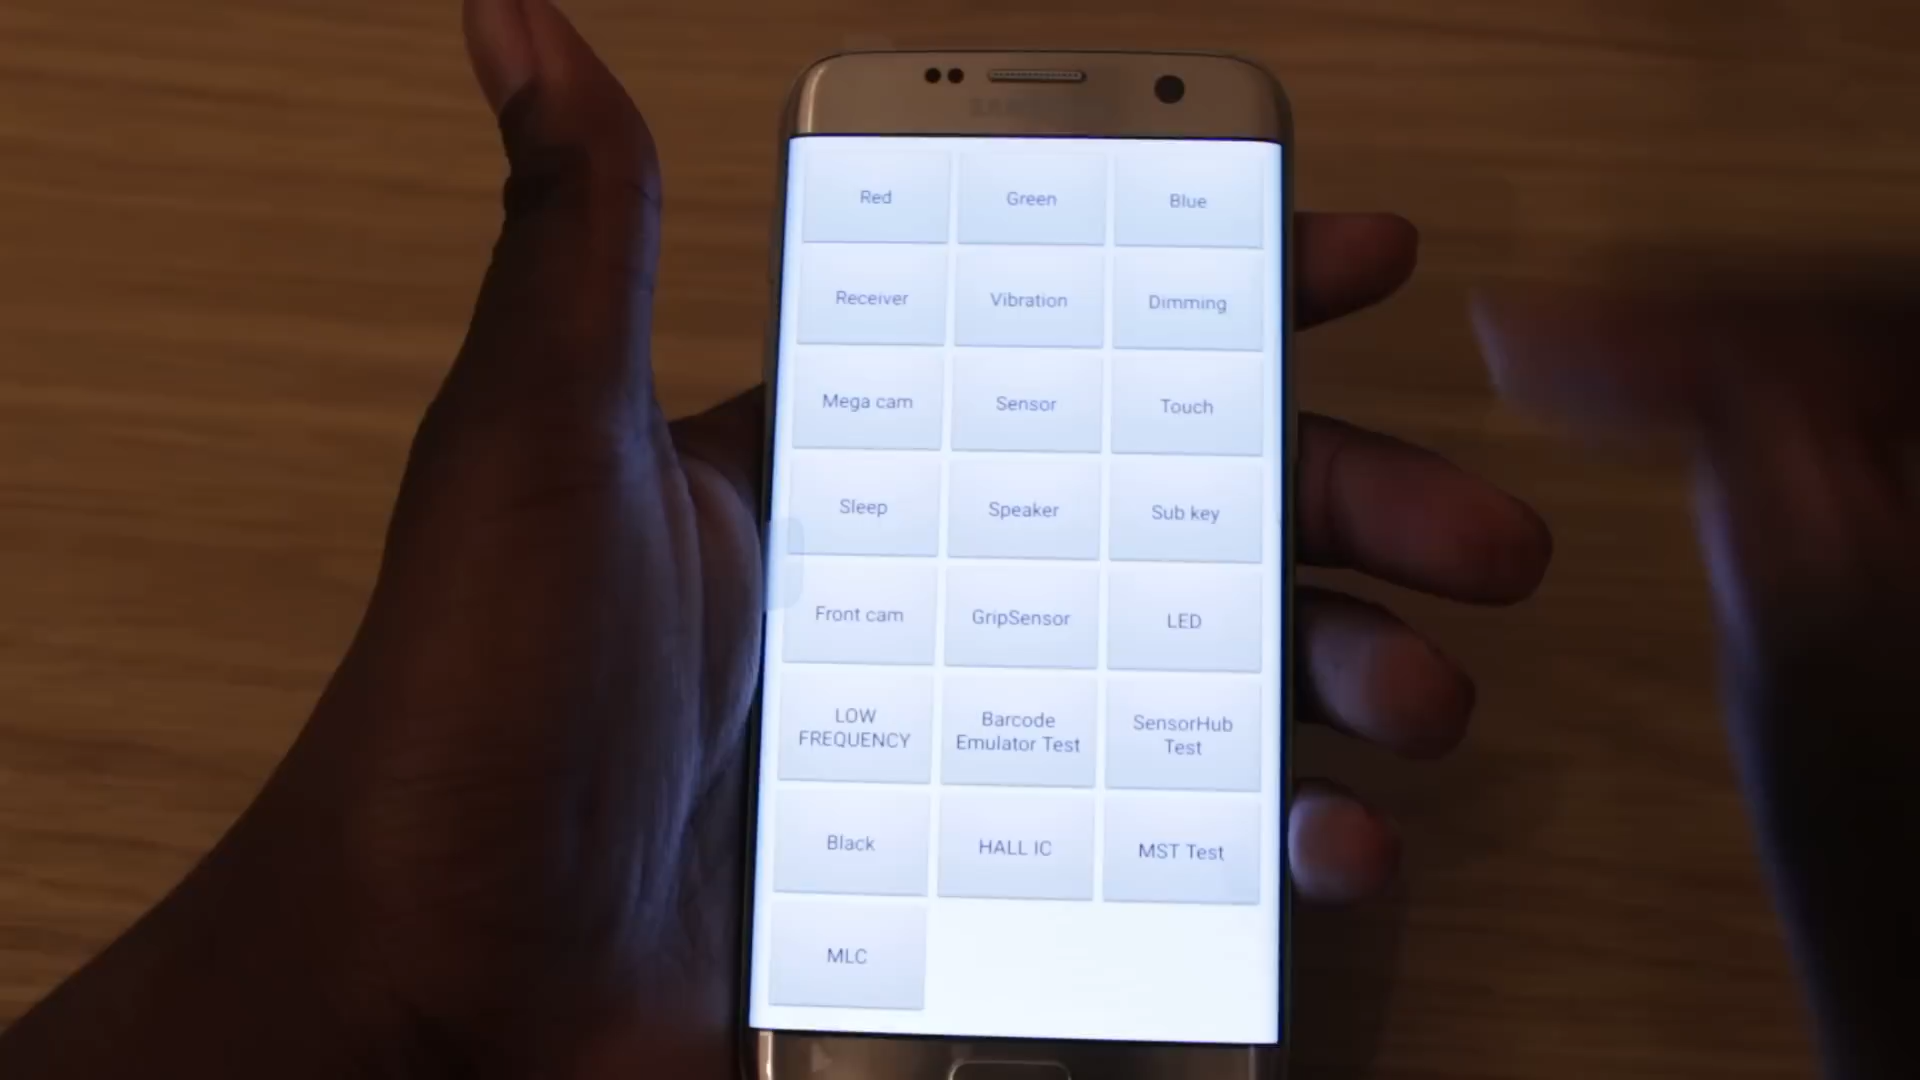 SAMSUNG
Red
Green
Blue
Receiver
Vibration
Dimming
Mega cam
Sensor
Touch
Sleep
Speaker
Sub key
Front cam
GripSensor
LED
LOW
FREQUENCY
Barcode
Emulator Test
SensorHub
Test
Black
HALL IC
MST Test
MLC